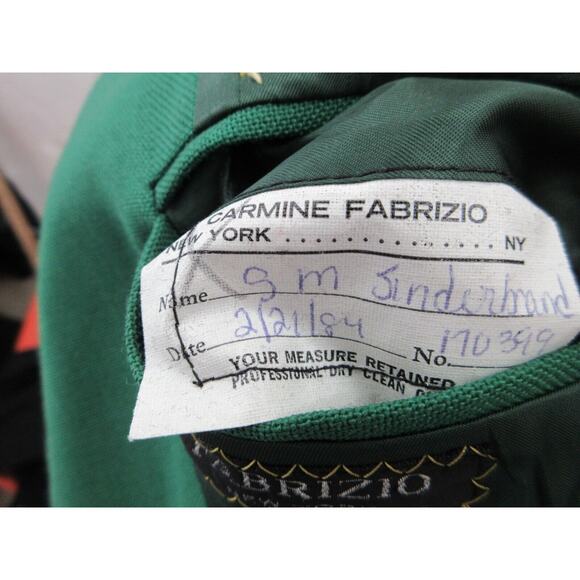 CARMINE FABRIZIO
NEW YORK .................. NY
Name S M Sinderbrand
Date 2/21/84 No. 170399
YOUR MEASURE RETAINED
PROFESSIONAL DRY CLEAN
FABRIZIO